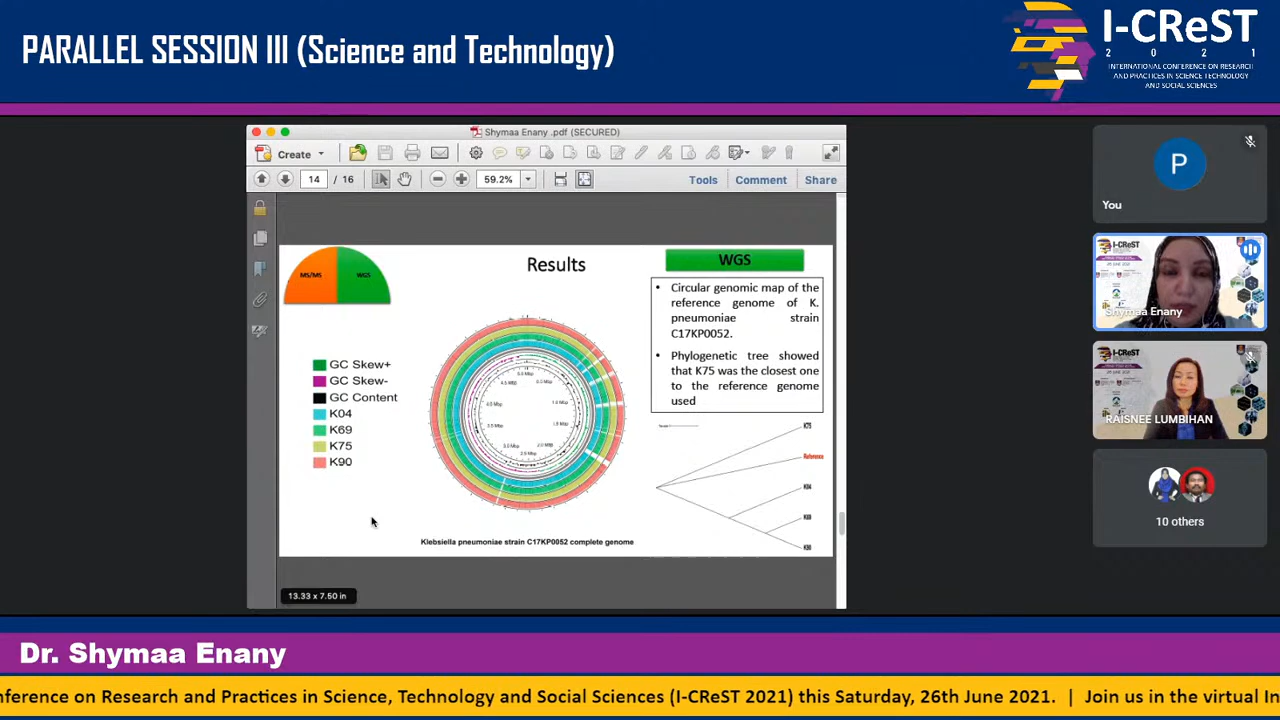 PARALLEL SESSION III (Science and Technology)
I-CReST
2 0 2 1
INTERNATIONAL CONFERENCE ON RESEARCH
AND PRACTICES IN SCIENCE TECHNOLOGY
AND SOCIAL SCIENCES
Shymaa Enany .pdf (SECURED)
Create
14 / 16
59.2%
Tools
Comment
Share
MS/MS
WGS
Results
WGS
• Circular genomic map of the
reference genome of K.
pneumoniae strain
C17KP0052.
• Phylogenetic tree showed
that K75 was the closest one
to the reference genome
used
GC Skew+
GC Skew-
GC Content
K04
K69
K75
K90
K75
Reference
K04
K69
K90
Klebsiella pneumoniae strain C17KP0052 complete genome
13.33 x 7.50 in
P
You
I-CReST
Shymaa Enany
I-CReST
RAISNEE LUMBIHAN
10 others
Dr. Shymaa Enany
nference on Research and Practices in Science, Technology and Social Sciences (I-CReST 2021) this Saturday, 26th June 2021. | Join us in the virtual In